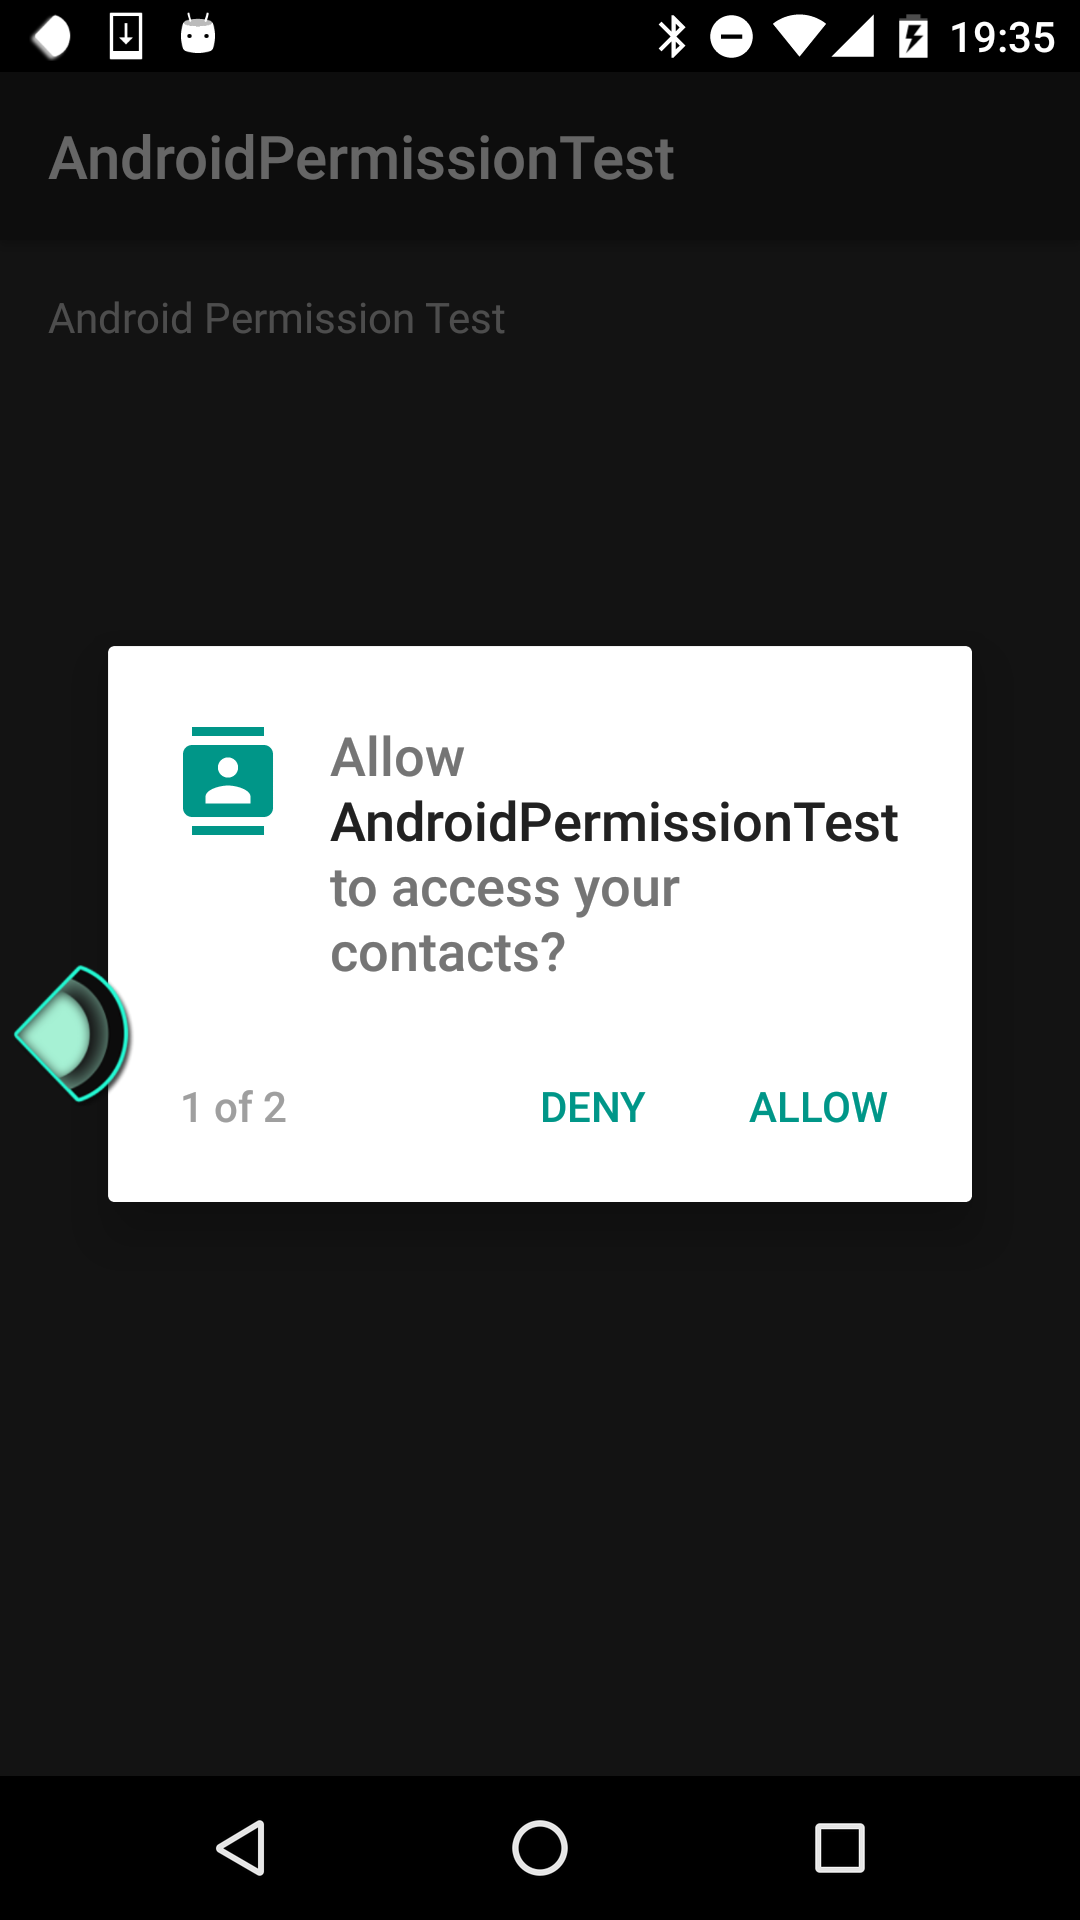 19:35
AndroidPermissionTest
Android Permission Test
Allow
AndroidPermissionTest
to access your
contacts?
1 of 2 DENY ALLOW